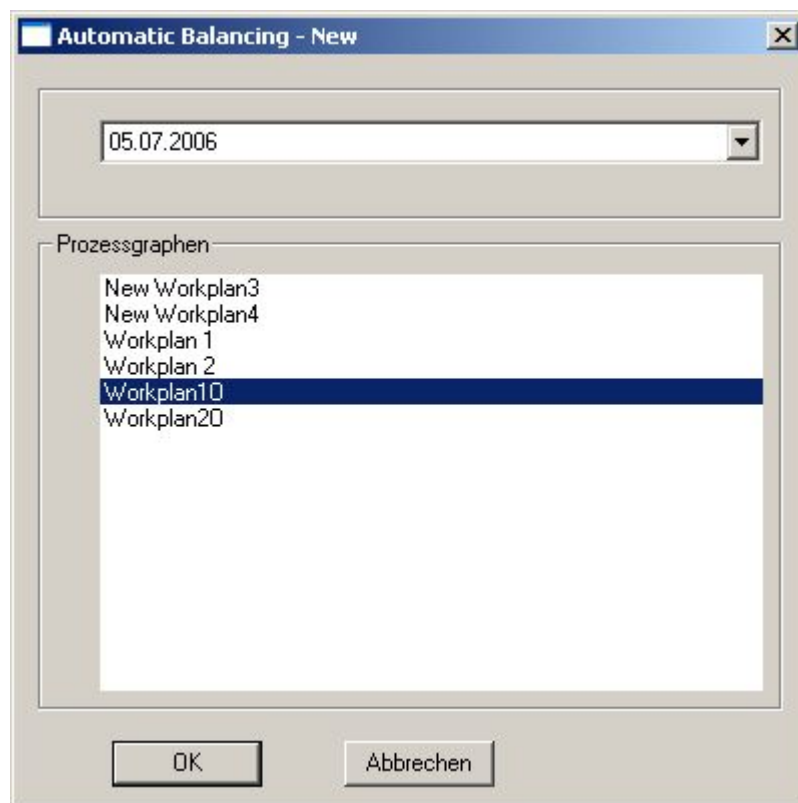 Automatic Balancing - New
05.07.2006
Prozessgraphen
New Workplan3
New Workplan4
Workplan 1
Workplan 2
Workplan10
Workplan20
OK
Abbrechen